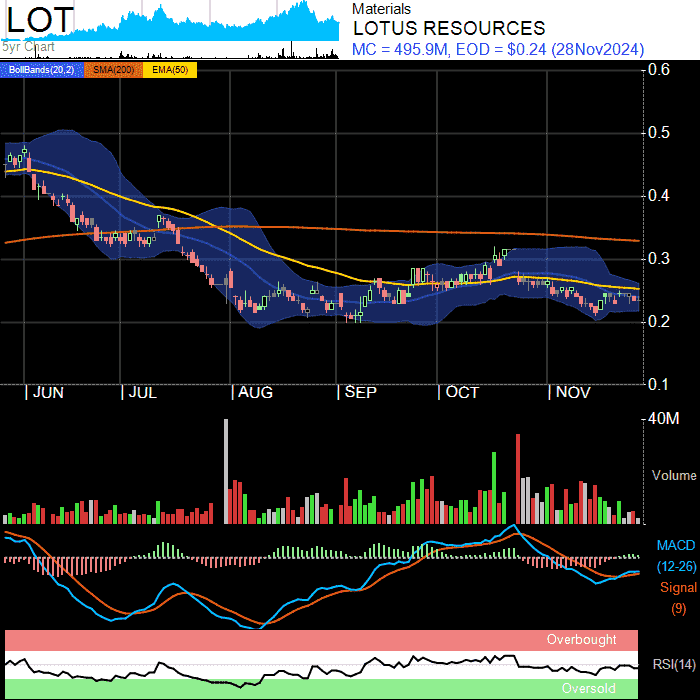 LOT
5yr Chart
Materials
LOTUS RESOURCES
MC = 495.9M, EOD = $0.24 (28Nov2024)
BollBands(20,2) SMA(200) EMA(50)
0.6
0.5
0.4
0.3
0.2
0.1
JUN JUL AUG SEP OCT NOV
40M
Volume
MACD
(12-26)
Signal
(9)
Overbought
RSI(14)
Oversold